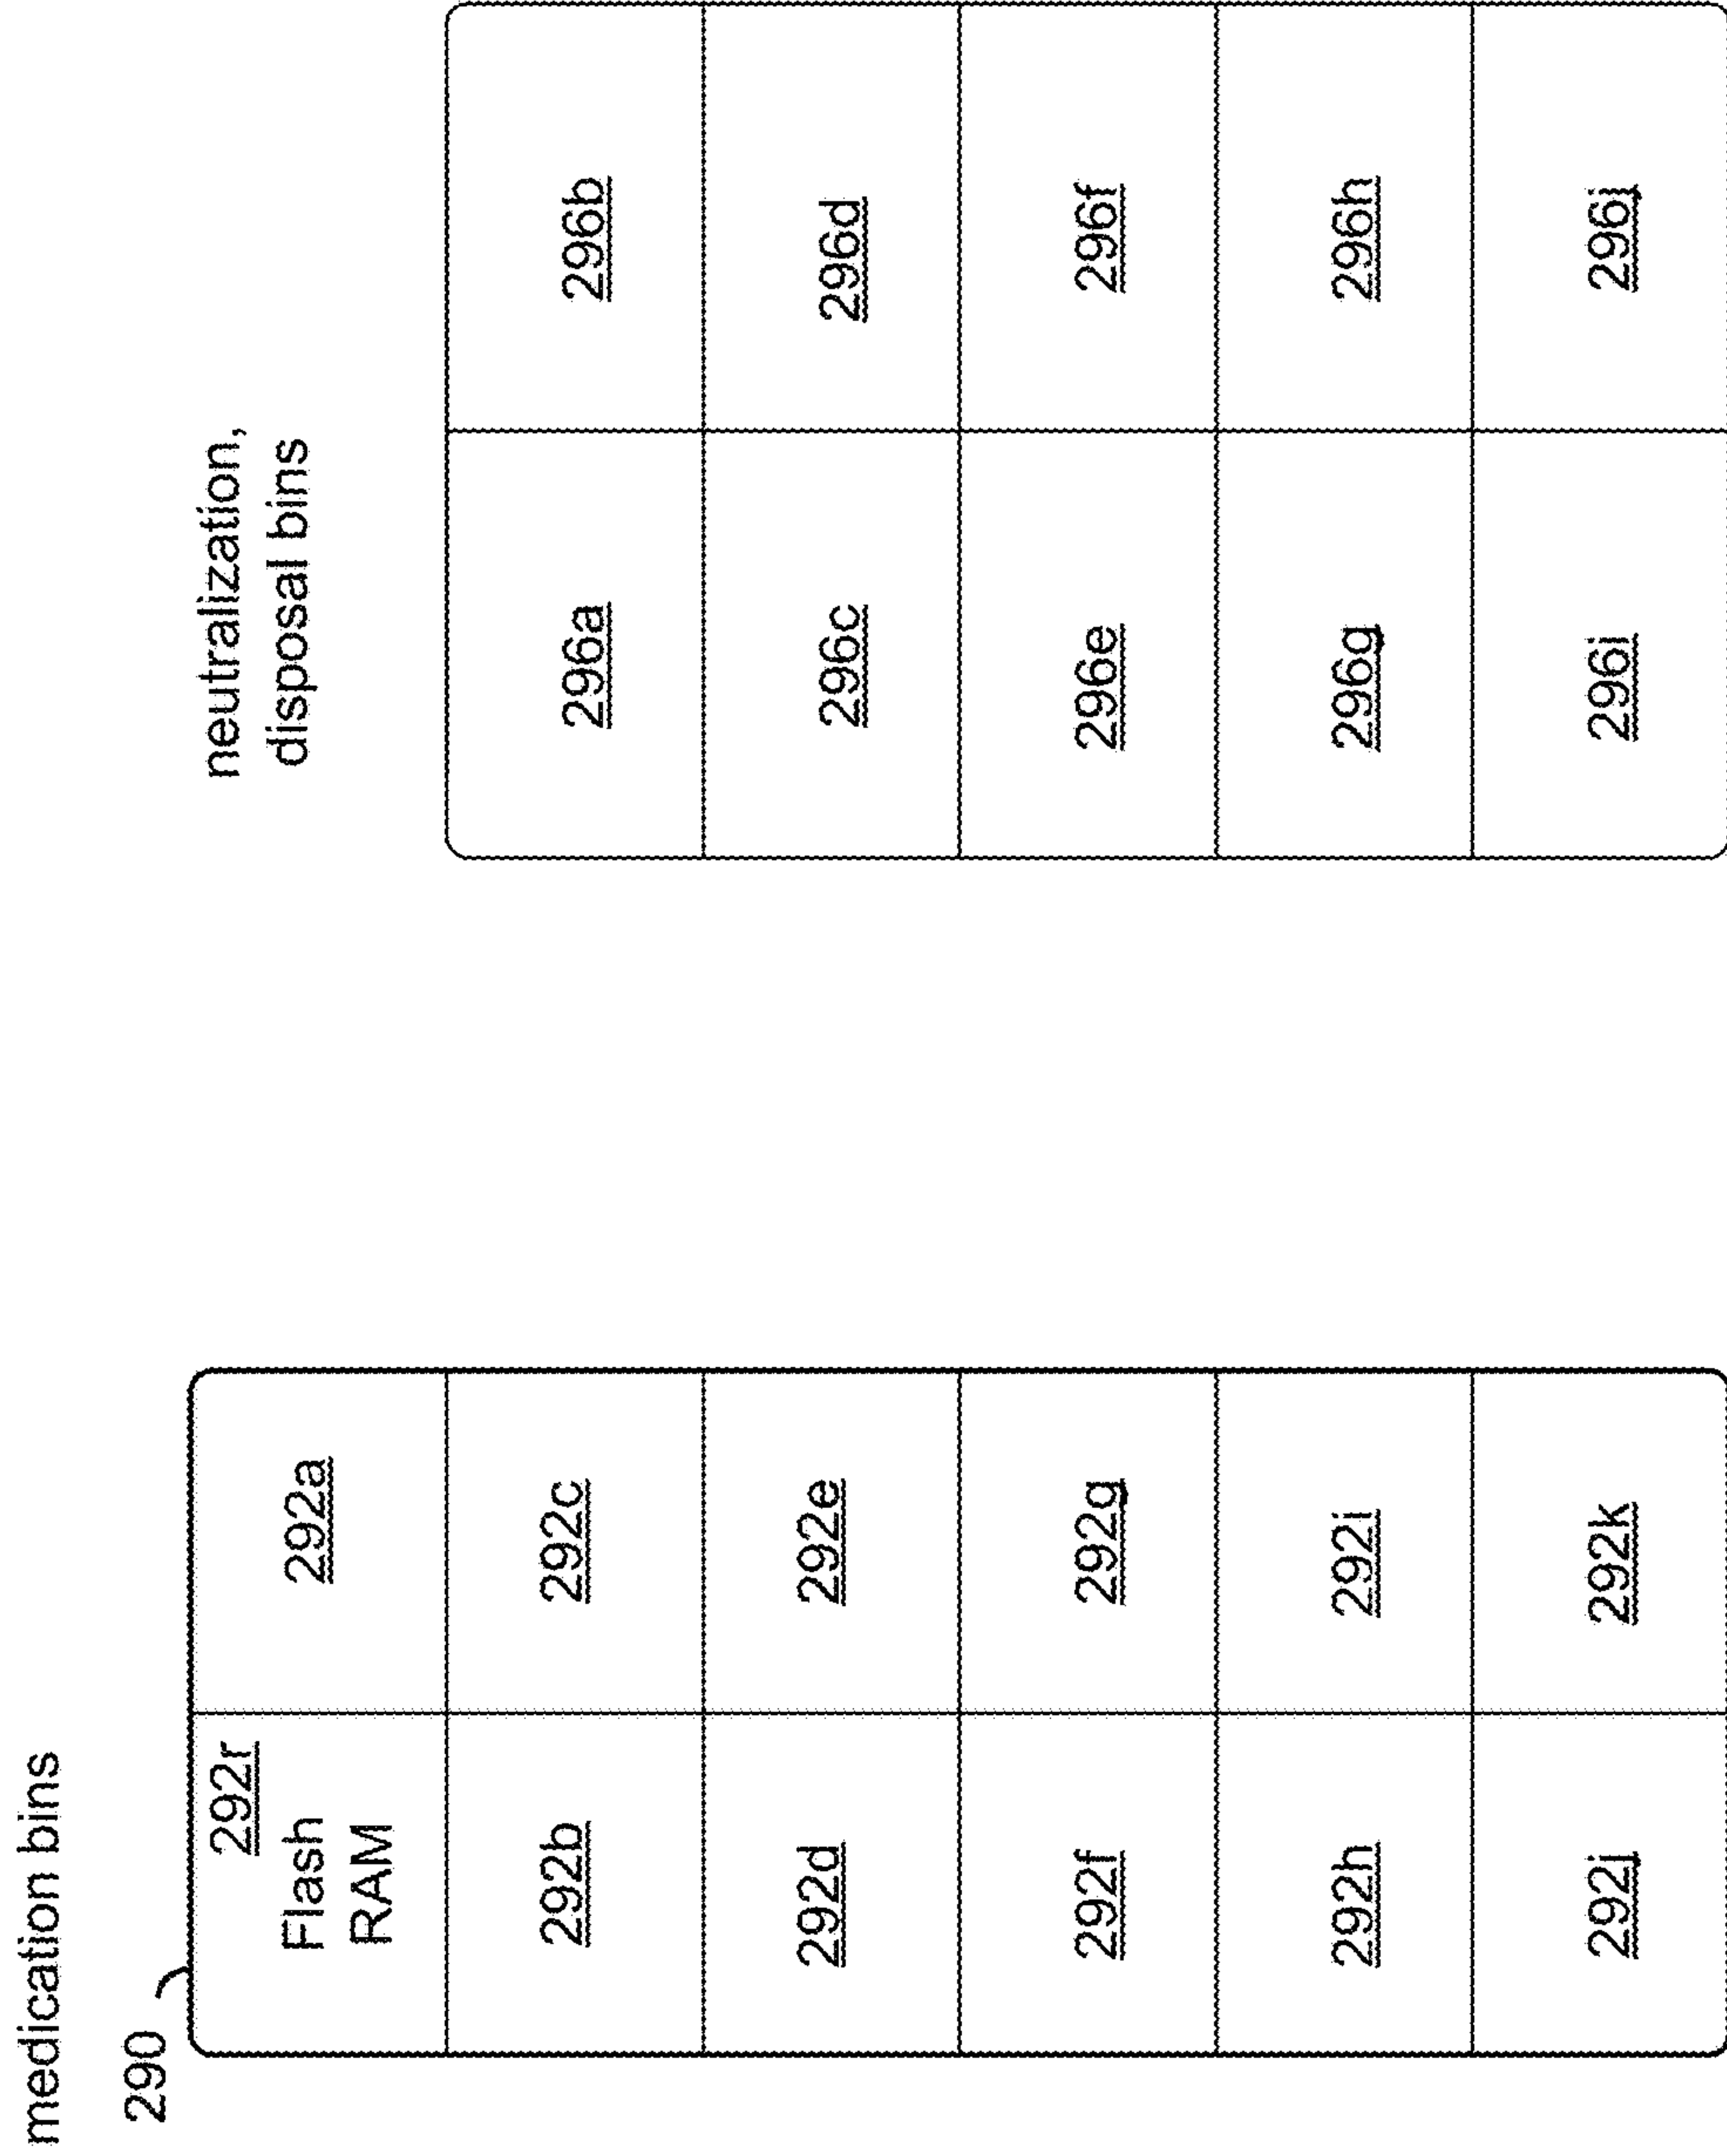 medication bins
290
292r
Flash
RAM
292a
292b
292c
292d
292e
292f
292g
292h
292i
292j
292k
neutralization,
disposal bins
296a
296b
296c
296d
296e
296f
296g
296h
296i
296j